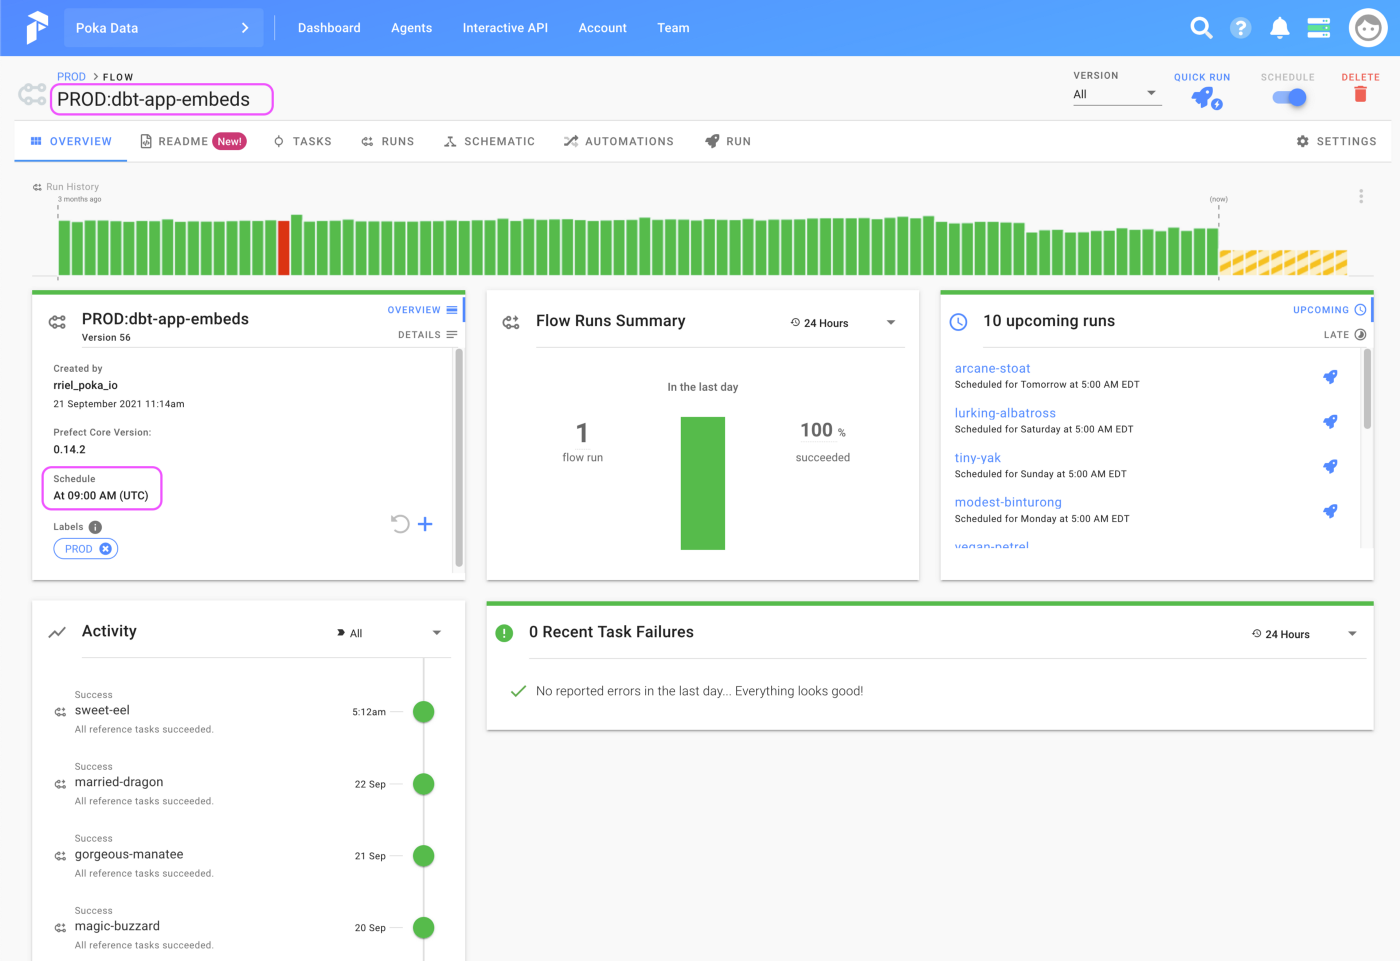 Poka Data
Dashboard
Agents
Interactive API
Account
Team
PROD > FLOW
PROD:dbt-app-embeds
VERSION
All
QUICK RUN
SCHEDULE
DELETE
OVERVIEW
README New!
TASKS
RUNS
SCHEMATIC
AUTOMATIONS
RUN
SETTINGS
Run History
3 months ago
(now)
PROD:dbt-app-embeds
Version 56
OVERVIEW
DETAILS
Created by
rriel_poka_io
21 September 2021 11:14am
Prefect Core Version:
0.14.2
Schedule
At 09:00 AM (UTC)
Labels
PROD
Flow Runs Summary
24 Hours
In the last day
1
flow run
100 %
succeeded
10 upcoming runs
UPCOMING
LATE
arcane-stoat
Scheduled for Tomorrow at 5:00 AM EDT
lurking-albatross
Scheduled for Saturday at 5:00 AM EDT
tiny-yak
Scheduled for Sunday at 5:00 AM EDT
modest-binturong
Scheduled for Monday at 5:00 AM EDT
vegan-petrel
Activity
All
Success
sweet-eel
5:12am
All reference tasks succeeded.
Success
married-dragon
22 Sep
All reference tasks succeeded.
Success
gorgeous-manatee
21 Sep
All reference tasks succeeded.
Success
magic-buzzard
20 Sep
All reference tasks succeeded.
0 Recent Task Failures
24 Hours
No reported errors in the last day... Everything looks good!